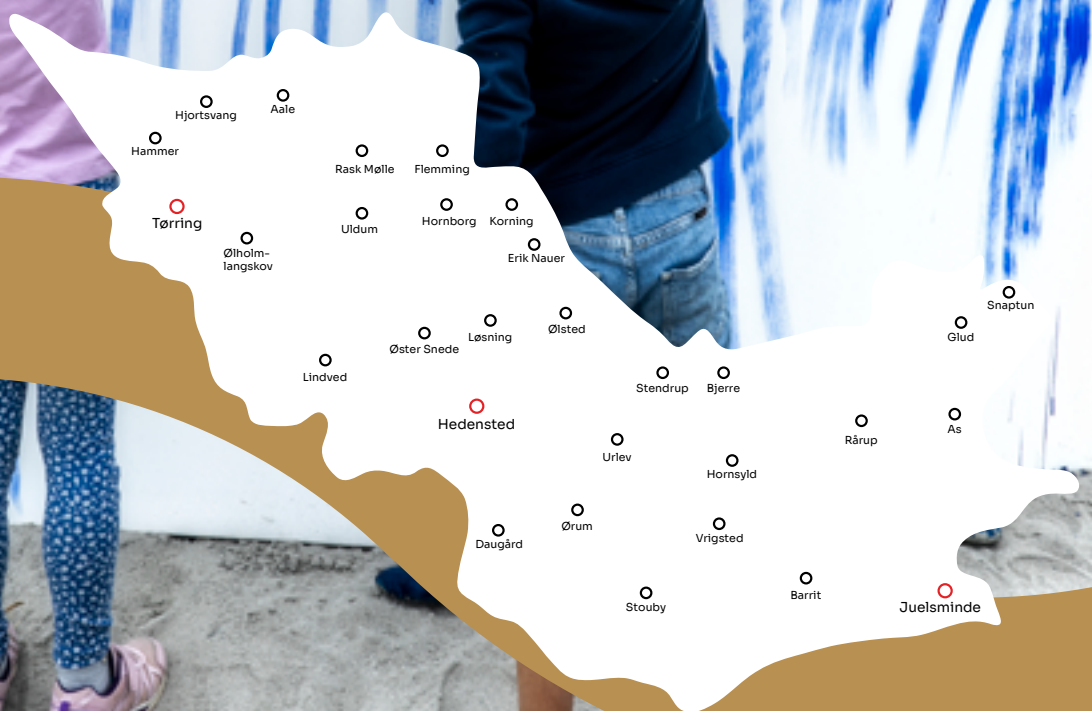 Aale
Hjortsvang
Hammer
Rask Mølle
Flemming
Tørring
Uldum
Hornborg
Korning
Ølholm-
langskov
Erik Nauer
Snaptun
Glud
Ølsted
Løsning
Øster Snede
Lindved
Stendrup
Bjerre
Hedensted
As
Rårup
Urlev
Hornsyld
Ørum
Vrigsted
Daugård
Barrit
Stouby
Juelsminde